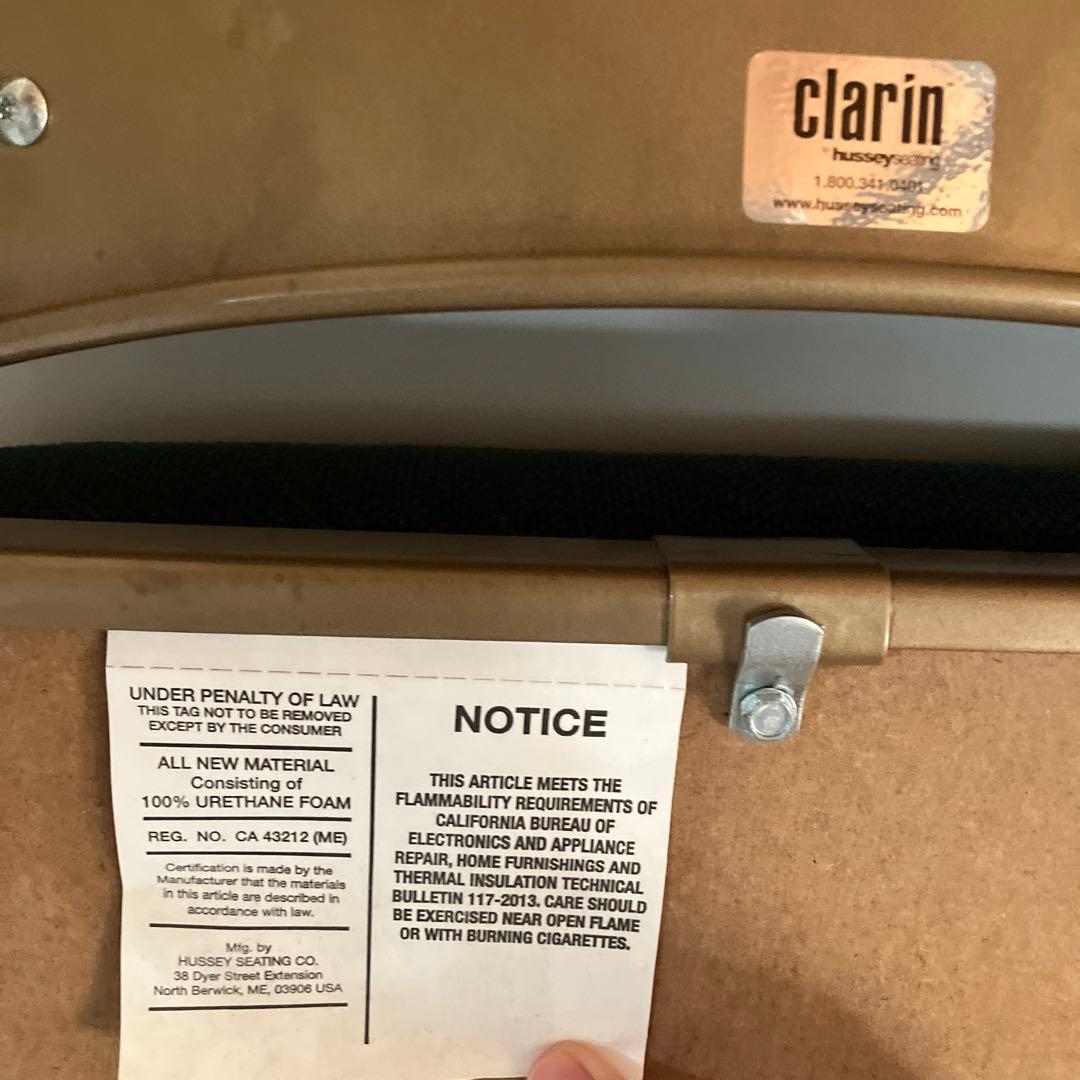 clarin
by husseyseating
1.800.341.0401
www.husseyseating.com
UNDER PENALTY OF LAW
THIS TAG NOT TO BE REMOVED
EXCEPT BY THE CONSUMER
ALL NEW MATERIAL
Consisting of
100% URETHANE FOAM
REG. NO. CA 43212 (ME)
Certification is made by the
Manufacturer that the materials
in this article are described in
accordance with law.
Mfg. by
HUSSEY SEATING CO.
38 Dyer Street Extension
North Berwick, ME, 03906 USA
NOTICE
THIS ARTICLE MEETS THE
FLAMMABILITY REQUIREMENTS OF
CALIFORNIA BUREAU OF
ELECTRONICS AND APPLIANCE
REPAIR, HOME FURNISHINGS AND
THERMAL INSULATION TECHNICAL
BULLETIN 117-2013. CARE SHOULD
BE EXERCISED NEAR OPEN FLAME
OR WITH BURNING CIGARETTES.